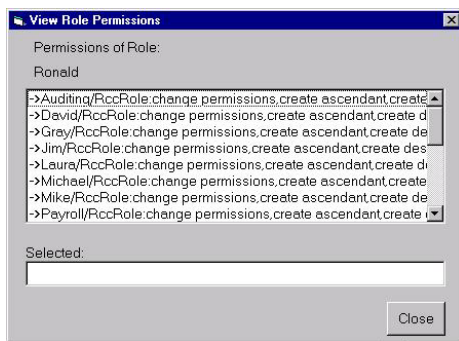 View Role Permissions
Permissions of Role:
Ronald
->Auditing/RccRole:change permissions,create ascendant,create
->David/RccRole:change permissions,create ascendant,create d
->Gray/RccRole:change permissions,create ascendant,create de
->Jim/RccRole:change permissions,create ascendant,create des
->Laura/RccRole:change permissions,create ascendant,create d
->Michael/RccRole:change permissions,create ascendant,create
->Mike/RccRole:change permissions,create ascendant,create de
->Payroll/RccRole:change permissions,create ascendant,create
Selected:
Close